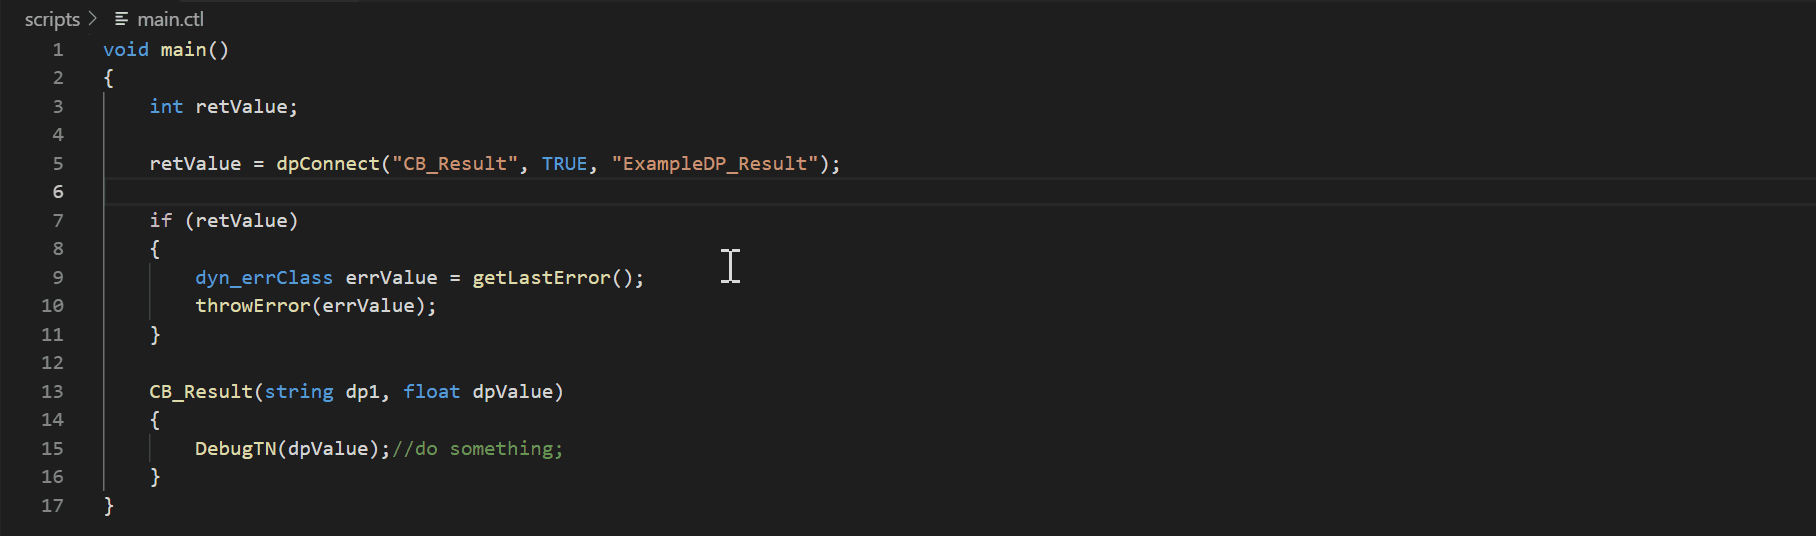 scripts > main.ctl
1 void main()
2 {
3     int retValue;
4
5     retValue = dpConnect("CB_Result", TRUE, "ExampleDP_Result");
6
7     if (retValue)
8     {
9         dyn_errClass errValue = getLastError();
10         throwError(errValue);
11     }
12
13     CB_Result(string dp1, float dpValue)
14     {
15         DebugTN(dpValue);//do something;
16     }
17 }